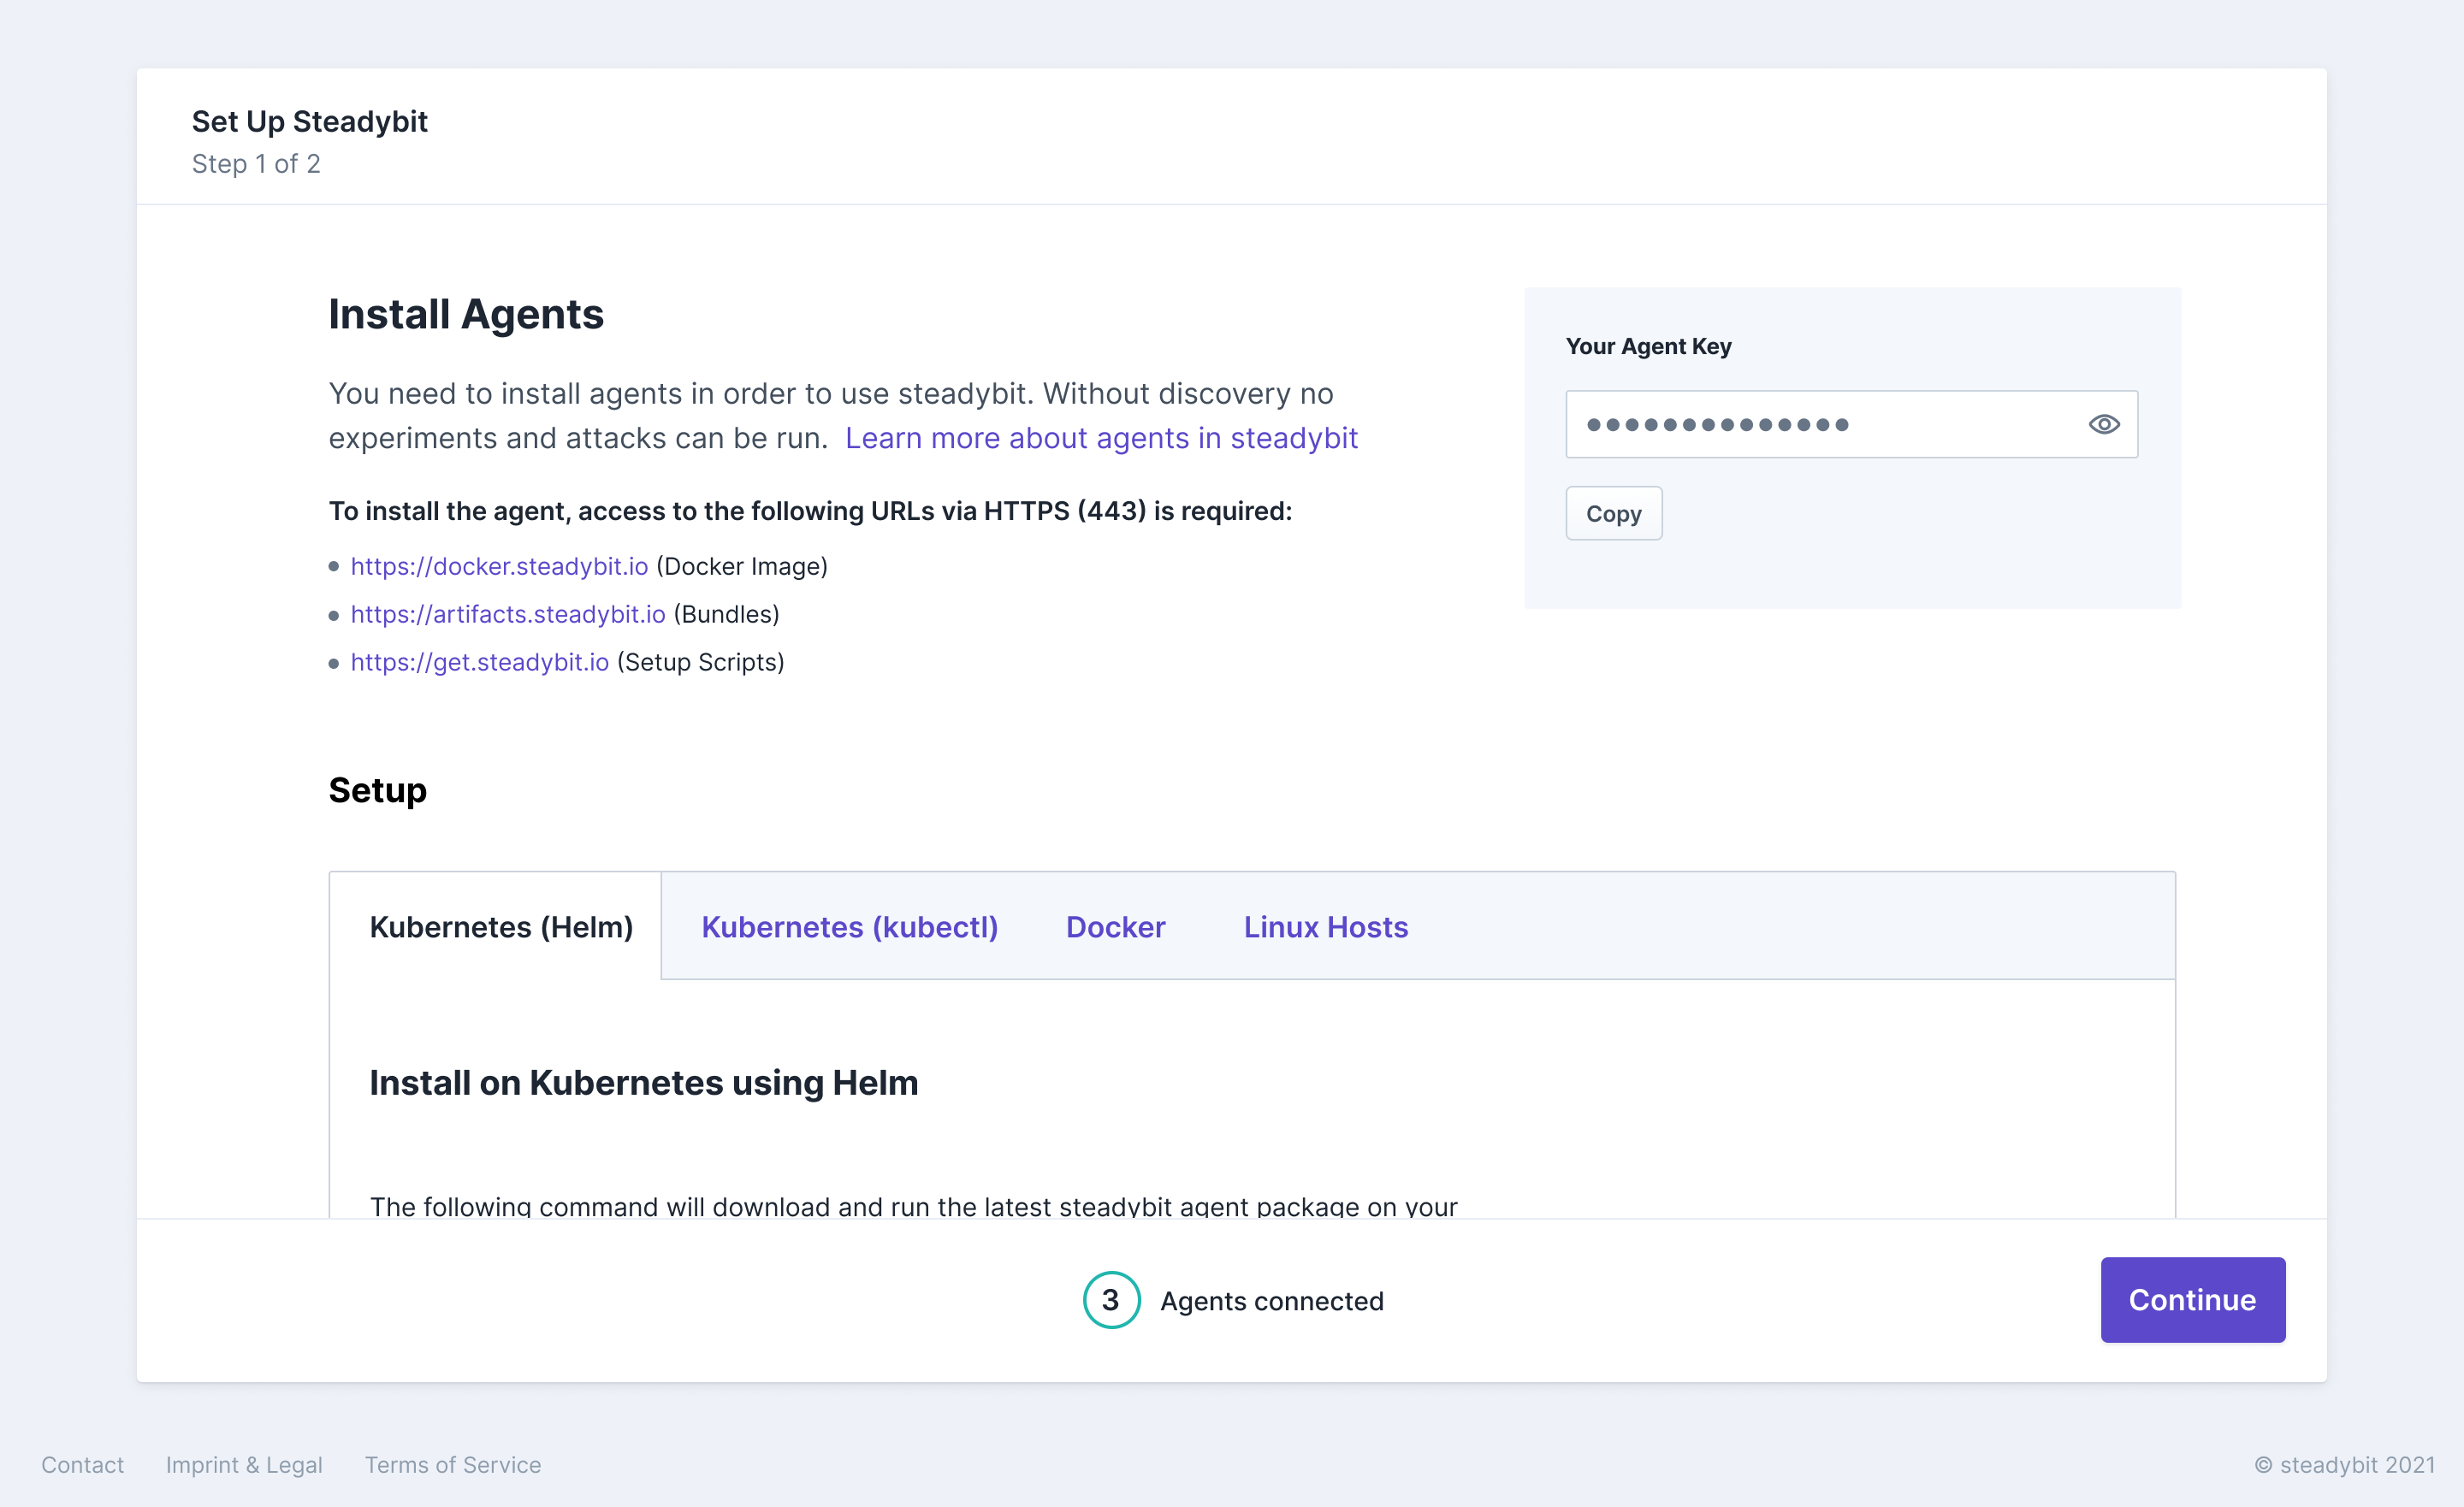 Set Up Steadybit
Step 1 of 2
Install Agents
You need to install agents in order to use steadybit. Without discovery no
experiments and attacks can be run. Learn more about agents in steadybit
To install the agent, access to the following URLs via HTTPS (443) is required:
https://docker.steadybit.io (Docker Image)
https://artifacts.steadybit.io (Bundles)
https://get.steadybit.io (Setup Scripts)
Your Agent Key
Copy
Setup
Kubernetes (Helm) Kubernetes (kubectl) Docker Linux Hosts
Install on Kubernetes using Helm
The following command will download and run the latest steadybit agent package on your
3 Agents connected
Continue
Contact Imprint & Legal Terms of Service © steadybit 2021